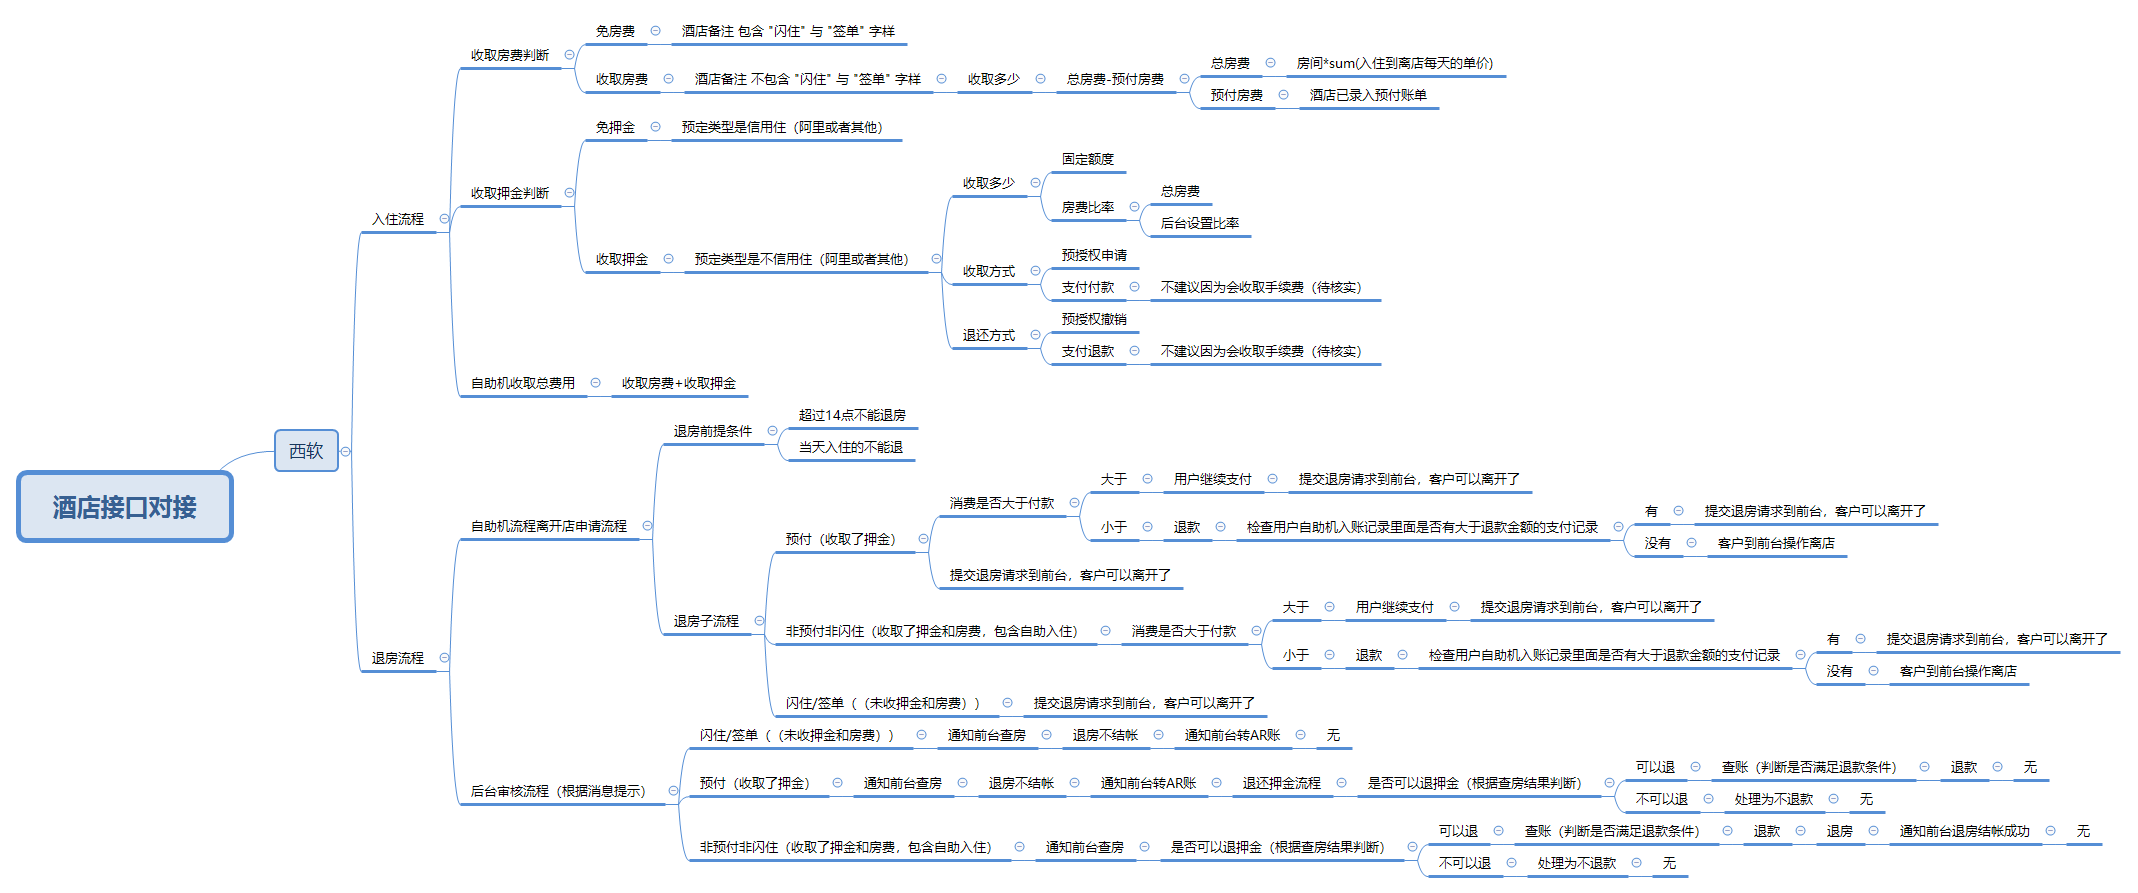 酒店接口对接
西软
入住流程
收取房费判断
免房费
酒店备注 包含 "闪住" 与 "签单" 字样
收取房费
酒店备注 不包含 "闪住" 与 "签单" 字样
收取多少
总房费-预付房费
总房费
房间*sum(入住到离店每天的单价)
预付房费
酒店已录入预付账单
收取押金判断
免押金
预定类型是信用住（阿里或者其他）
收取押金
预定类型是不信用住（阿里或者其他）
收取多少
固定额度
房费比率
总房费
后台设置比率
收取方式
预授权申请
支付付款
不建议因为会收取手续费（待核实）
退还方式
预授权撤销
支付退款
不建议因为会收取手续费（待核实）
自助机收取总费用
收取房费+收取押金
退房流程
自助机流程离开店申请流程
退房前提条件
超过14点不能退房
当天入住的不能退
退房子流程
预付（收取了押金）
消费是否大于付款
大于
用户继续支付
提交退房请求到前台，客户可以离开了
小于
退款
检查用户自助机入账记录里面是否有大于退款金额的支付记录
有
提交退房请求到前台，客户可以离开了
没有
客户到前台操作离店
提交退房请求到前台，客户可以离开了
非预付非闪住（收取了押金和房费，包含自助入住）
消费是否大于付款
大于
用户继续支付
提交退房请求到前台，客户可以离开了
小于
退款
检查用户自助机入账记录里面是否有大于退款金额的支付记录
有
提交退房请求到前台，客户可以离开了
没有
客户到前台操作离店
闪住/签单（（未收押金和房费））
提交退房请求到前台，客户可以离开了
后台审核流程（根据消息提示）
闪住/签单（（未收押金和房费））
通知前台查房
退房不结帐
通知前台转AR账
无
预付（收取了押金）
通知前台查房
退房不结帐
通知前台转AR账
退还押金流程
是否可以退押金（根据查房结果判断）
可以退
查账（判断是否满足退款条件）
退款
无
不可以退
处理为不退款
无
非预付非闪住（收取了押金和房费，包含自助入住）
通知前台查房
是否可以退押金（根据查房结果判断）
可以退
查账（判断是否满足退款条件）
退款
退房
通知前台退房结帐成功
无
不可以退
处理为不退款
无